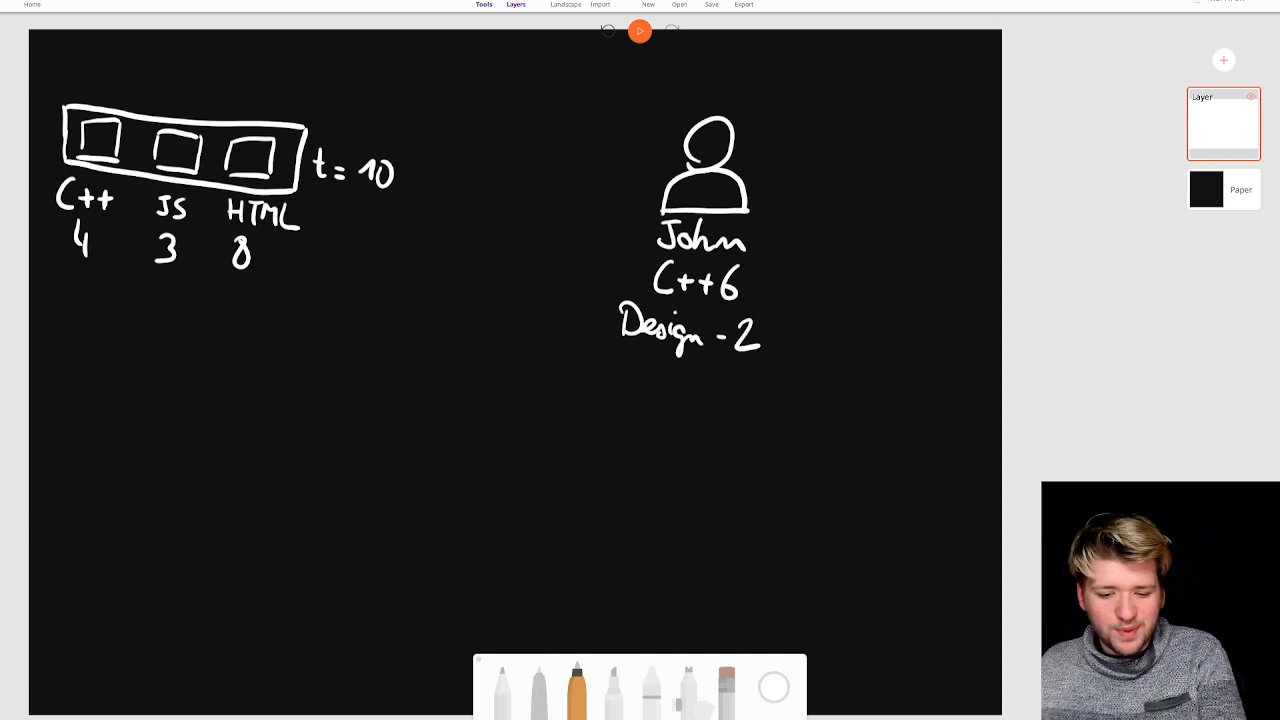 Home Tools Layers Landscape Import New Open Save Export
Layer
Paper
t = 10
C++ JS HTML
4 3 8
John
C++ 6
Design - 2